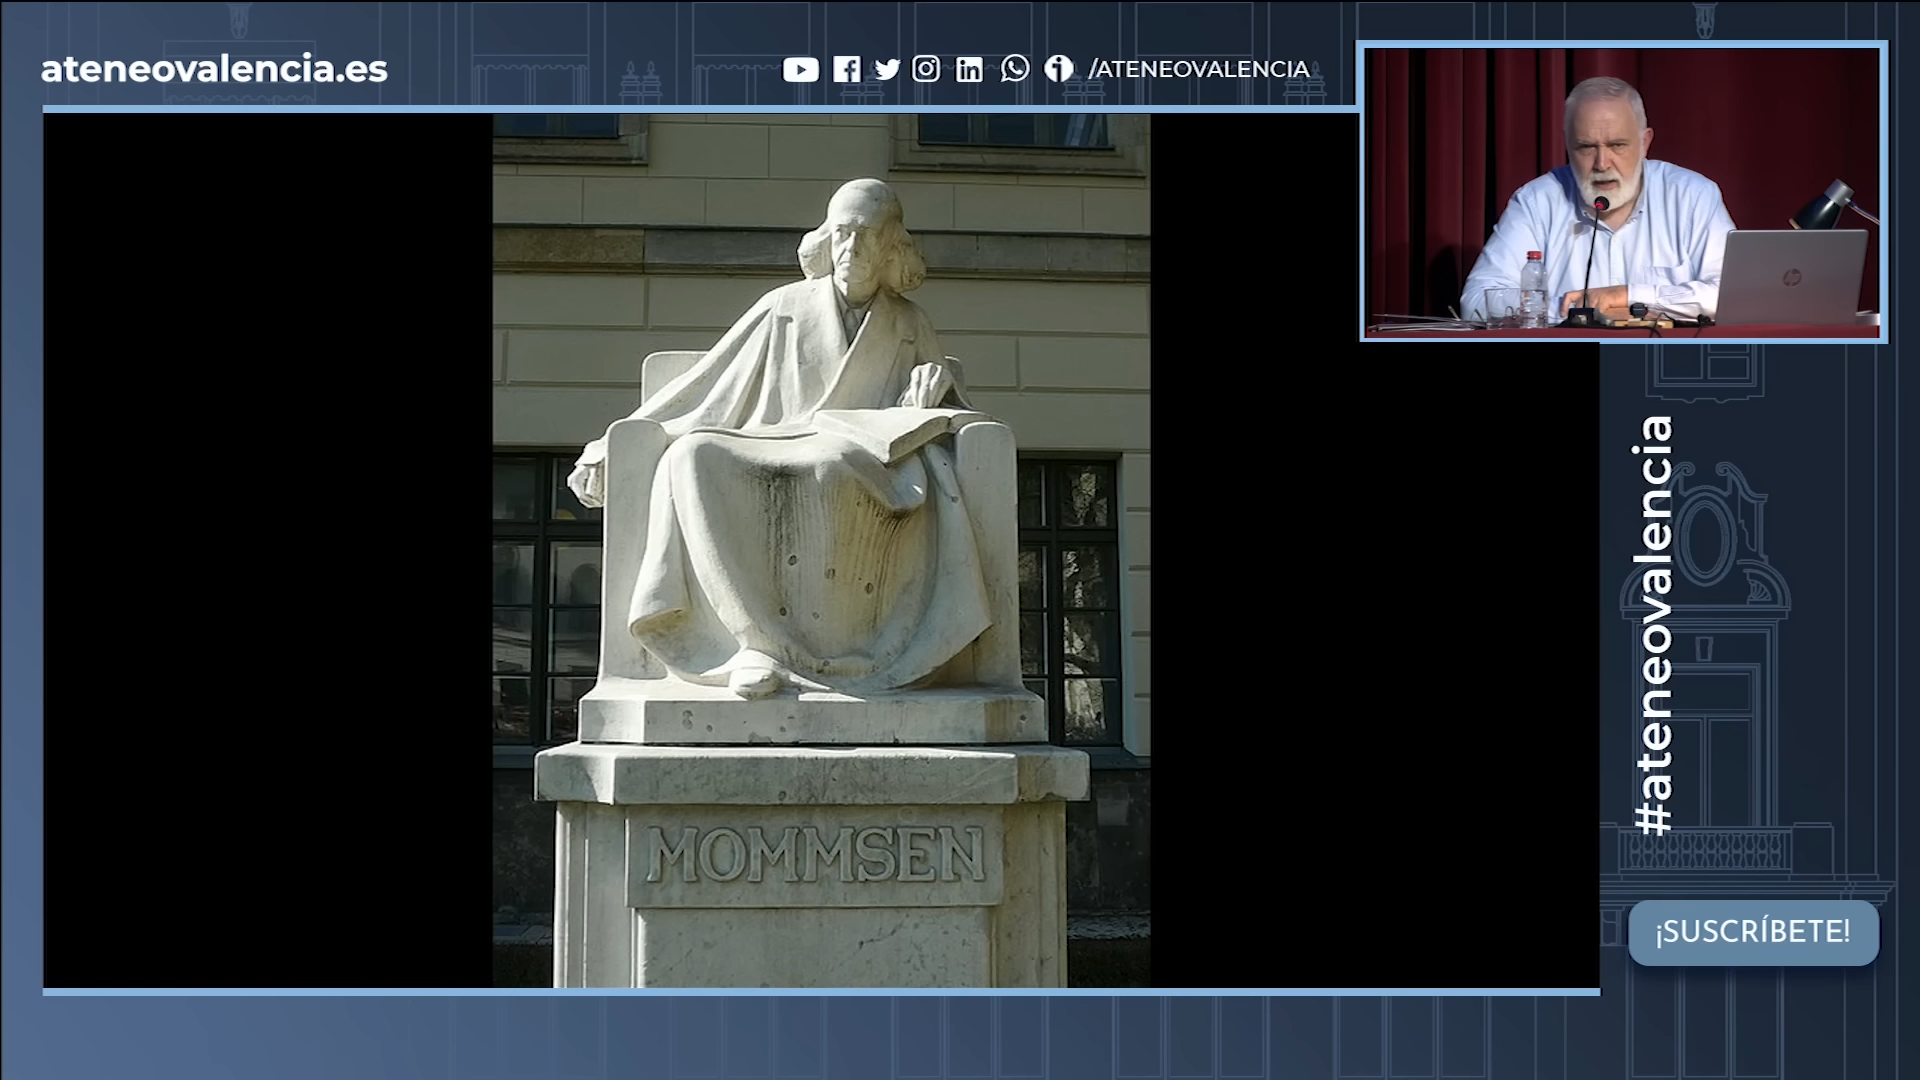 ateneovalencia.es
/ATENEOVALENCIA
MOMMSEN
#ateneovalencia
¡SUSCRÍBETE!